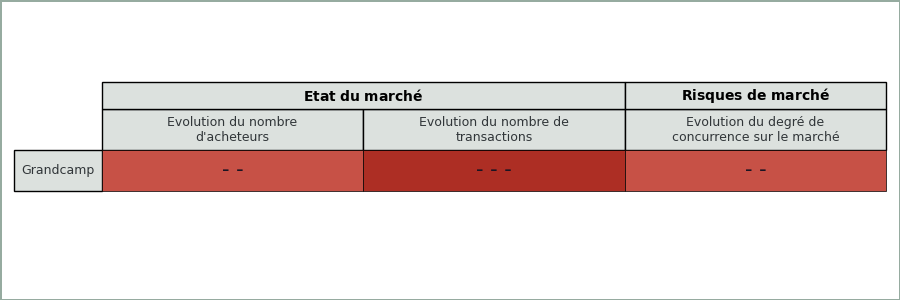 Etat du marché
Risques de marché
Evolution du nombre
d'acheteurs
Evolution du nombre de
transactions
Evolution du degré de
concurrence sur le marché
Grandcamp
– –
– – –
– –